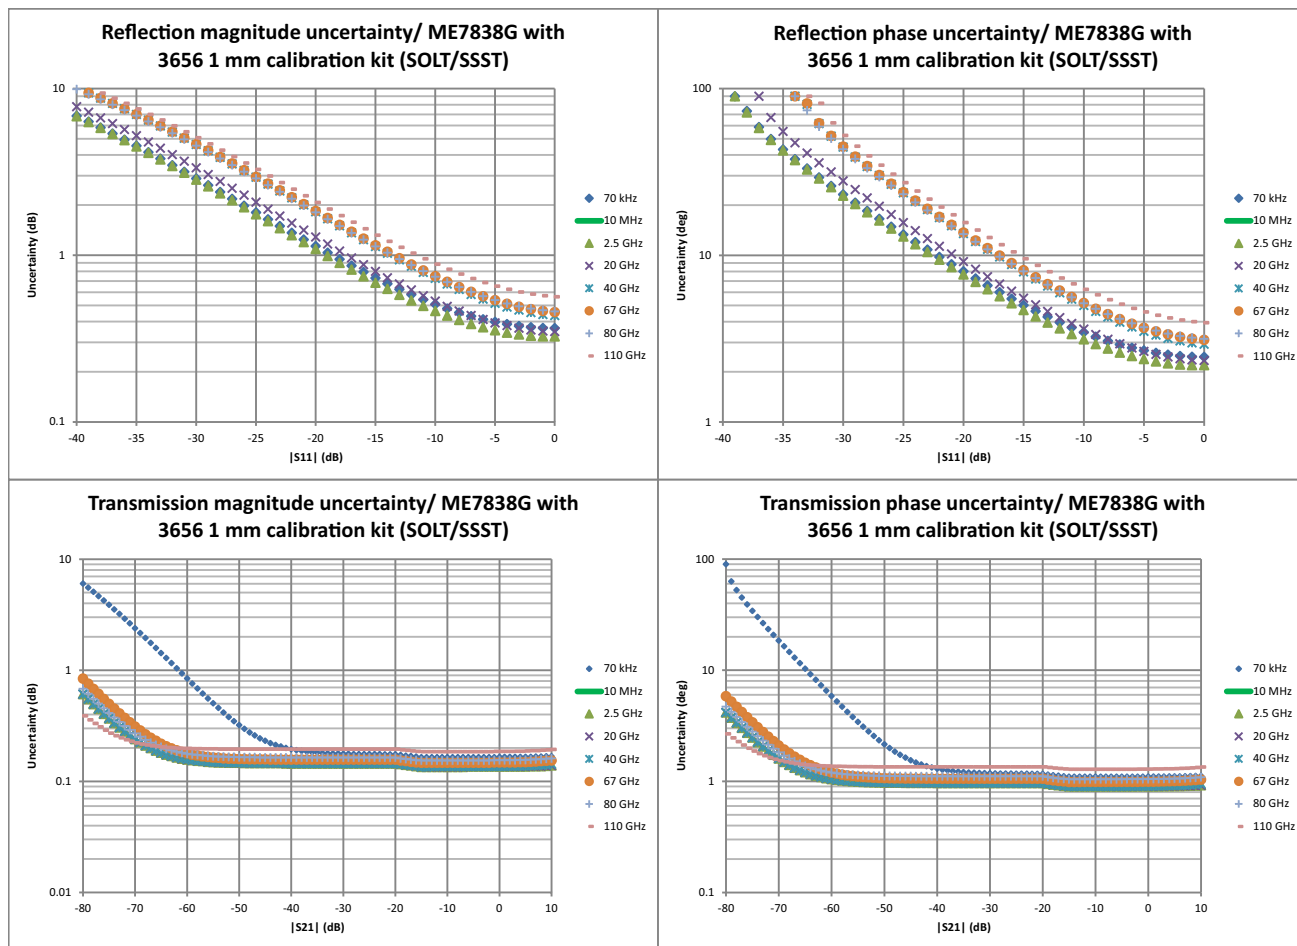 Reflection magnitude uncertainty/ ME7838G with
3656 1 mm calibration kit (SOLT/SSST)
10
1
0.1
Uncertainty (dB)
-40 -35 -30 -25 -20 -15 -10 -5 0
|S11| (dB)
70 kHz
10 MHz
2.5 GHz
20 GHz
40 GHz
67 GHz
80 GHz
110 GHz
Reflection phase uncertainty/ ME7838G with
3656 1 mm calibration kit (SOLT/SSST)
100
10
1
Uncertainty (deg)
-40 -35 -30 -25 -20 -15 -10 -5 0
|S11| (dB)
70 kHz
10 MHz
2.5 GHz
20 GHz
40 GHz
67 GHz
80 GHz
110 GHz
Transmission magnitude uncertainty/ ME7838G with
3656 1 mm calibration kit (SOLT/SSST)
10
1
0.1
0.01
Uncertainty (dB)
-80 -70 -60 -50 -40 -30 -20 -10 0 10
|S21| (dB)
70 kHz
10 MHz
2.5 GHz
20 GHz
40 GHz
67 GHz
80 GHz
110 GHz
Transmission phase uncertainty/ ME7838G with
3656 1 mm calibration kit (SOLT/SSST)
100
10
1
0.1
Uncertainty (deg)
-80 -70 -60 -50 -40 -30 -20 -10 0 10
|S21| (dB)
70 kHz
10 MHz
2.5 GHz
20 GHz
40 GHz
67 GHz
80 GHz
110 GHz